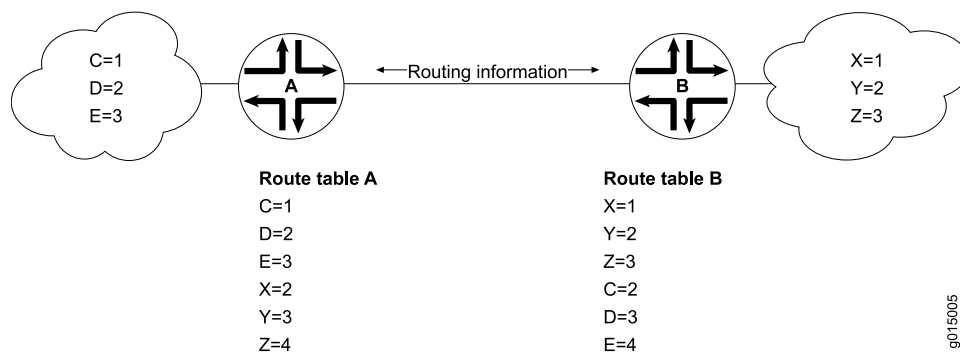 C=1
D=2
E=3
A
Routing information
B
X=1
Y=2
Z=3
Route table A
C=1
D=2
E=3
X=2
Y=3
Z=4
Route table B
X=1
Y=2
Z=3
C=2
D=3
E=4
g015005